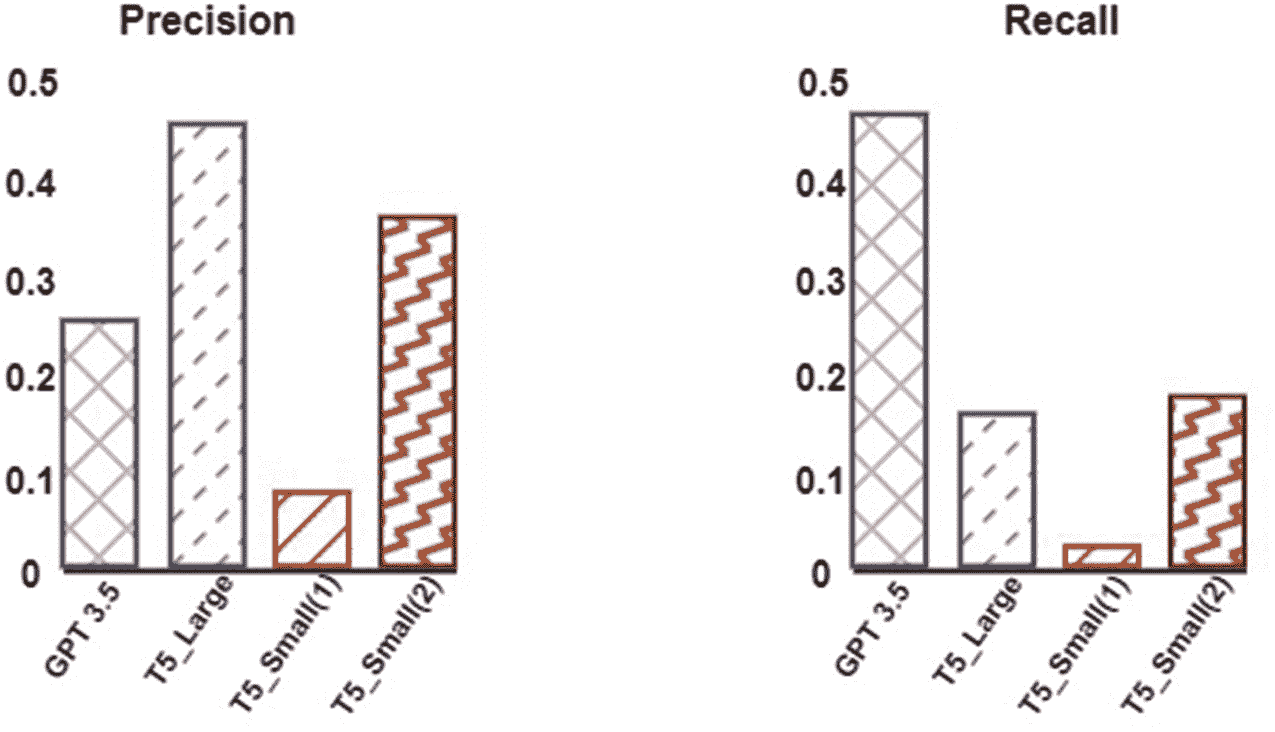 Precision
0.5
0.4
0.3
0.2
0.1
0
GPT 3.5
T5_Large
T5_Small(1)
T5_Small(2)
Recall
0.5
0.4
0.3
0.2
0.1
0
GPT 3.5
T5_Large
T5_Small(1)
T5_Small(2)